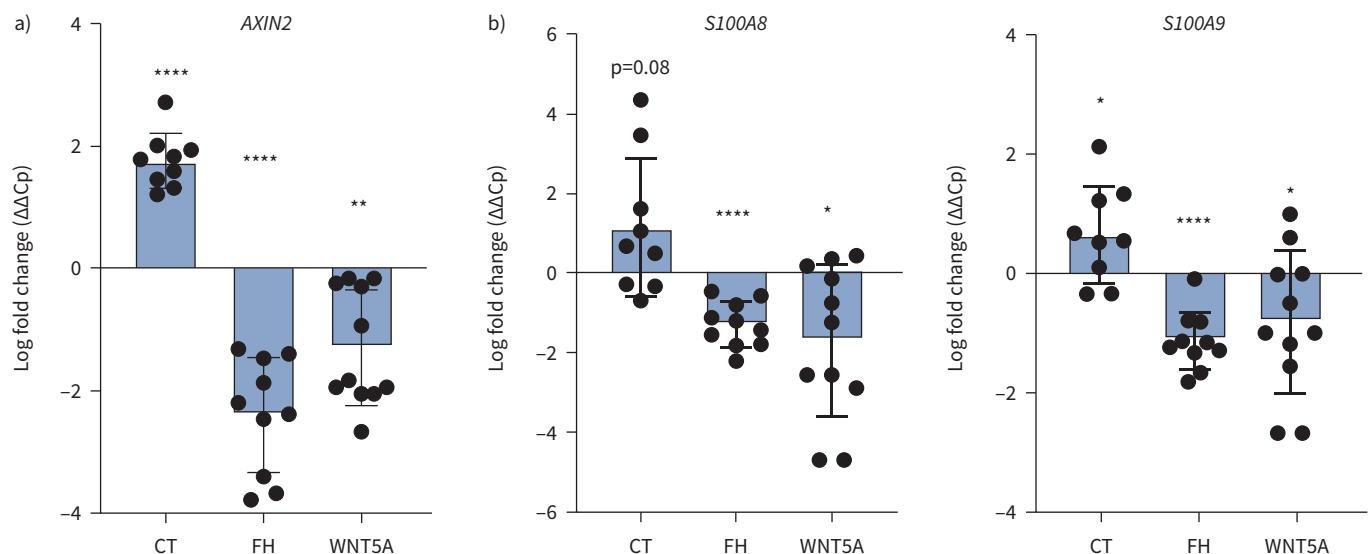 a)
AXIN2
Log fold change (ΔΔCp)
4
2
0
–2
–4
****
****
**
CT
FH
WNT5A
b)
S100A8
Log fold change (ΔΔCp)
6
4
2
0
–2
–4
–6
p=0.08
****
*
CT
FH
WNT5A
S100A9
Log fold change (ΔΔCp)
4
2
0
–2
–4
*
****
*
CT
FH
WNT5A